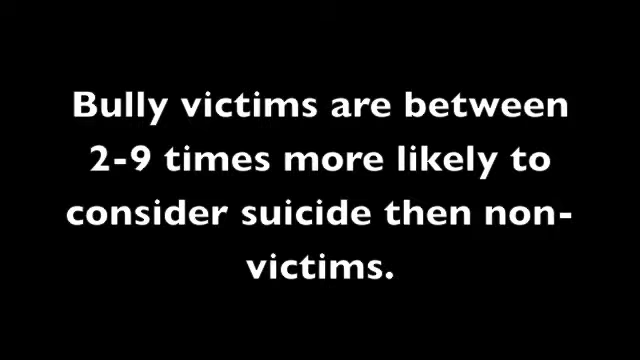 Bully victims are between
2-9 times more likely to
consider suicide then non-
victims.